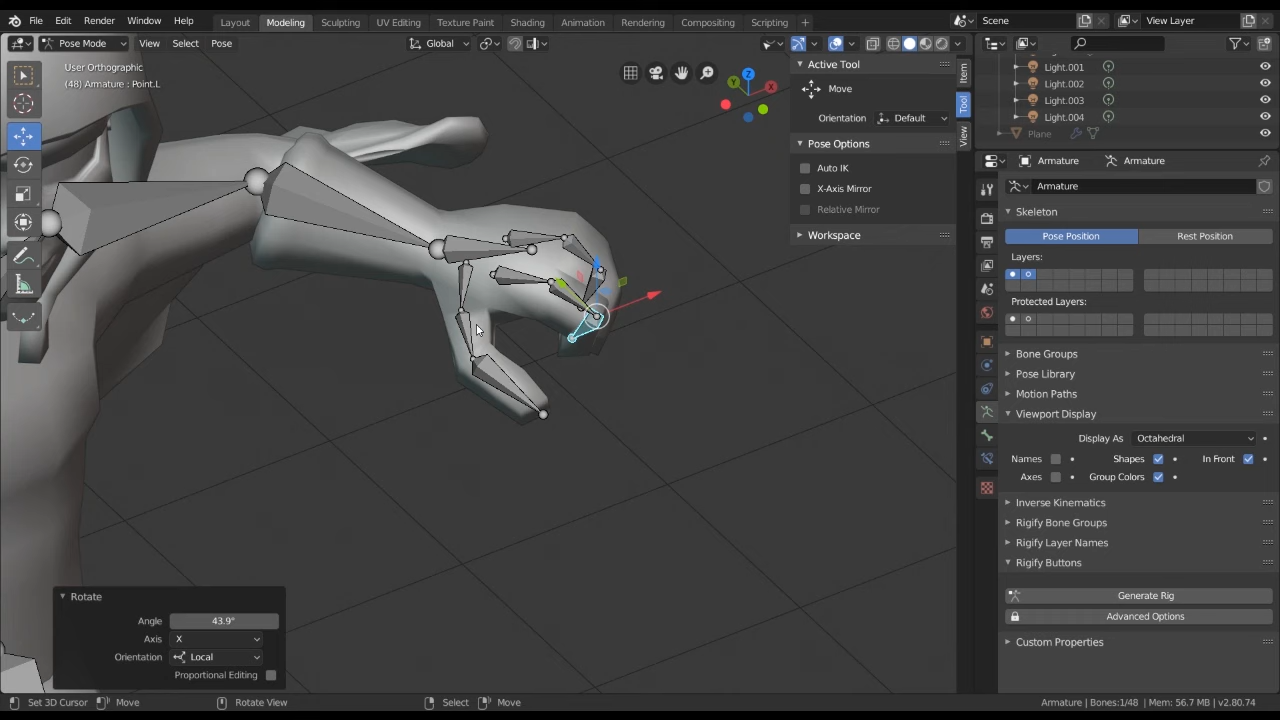 File Edit Render Window Help Layout Modeling Sculpting UV Editing Texture Paint Shading Animation Rendering Compositing Scripting + Scene View Layer
Pose Mode View Select Pose Global
User Orthographic
(48) Armature : Point.L
Z
Y
X
Active Tool
Move
Orientation Default
Pose Options
Auto IK
X-Axis Mirror
Relative Mirror
Workspace
Item
Tool
View
Light.001
Light.002
Light.003
Light.004
Plane
Armature Armature
Armature
Skeleton
Pose Position Rest Position
Layers:
Protected Layers:
Bone Groups
Pose Library
Motion Paths
Viewport Display
Display As Octahedral
Names Shapes In Front
Axes Group Colors
Inverse Kinematics
Rigify Bone Groups
Rigify Layer Names
Rigify Buttons
Generate Rig
Advanced Options
Custom Properties
Rotate
Angle 43.9°
Axis X
Orientation Local
Proportional Editing
Set 3D Cursor Move Rotate View Select Move Armature | Bones:1/48 | Mem: 56.7 MB | v2.80.74